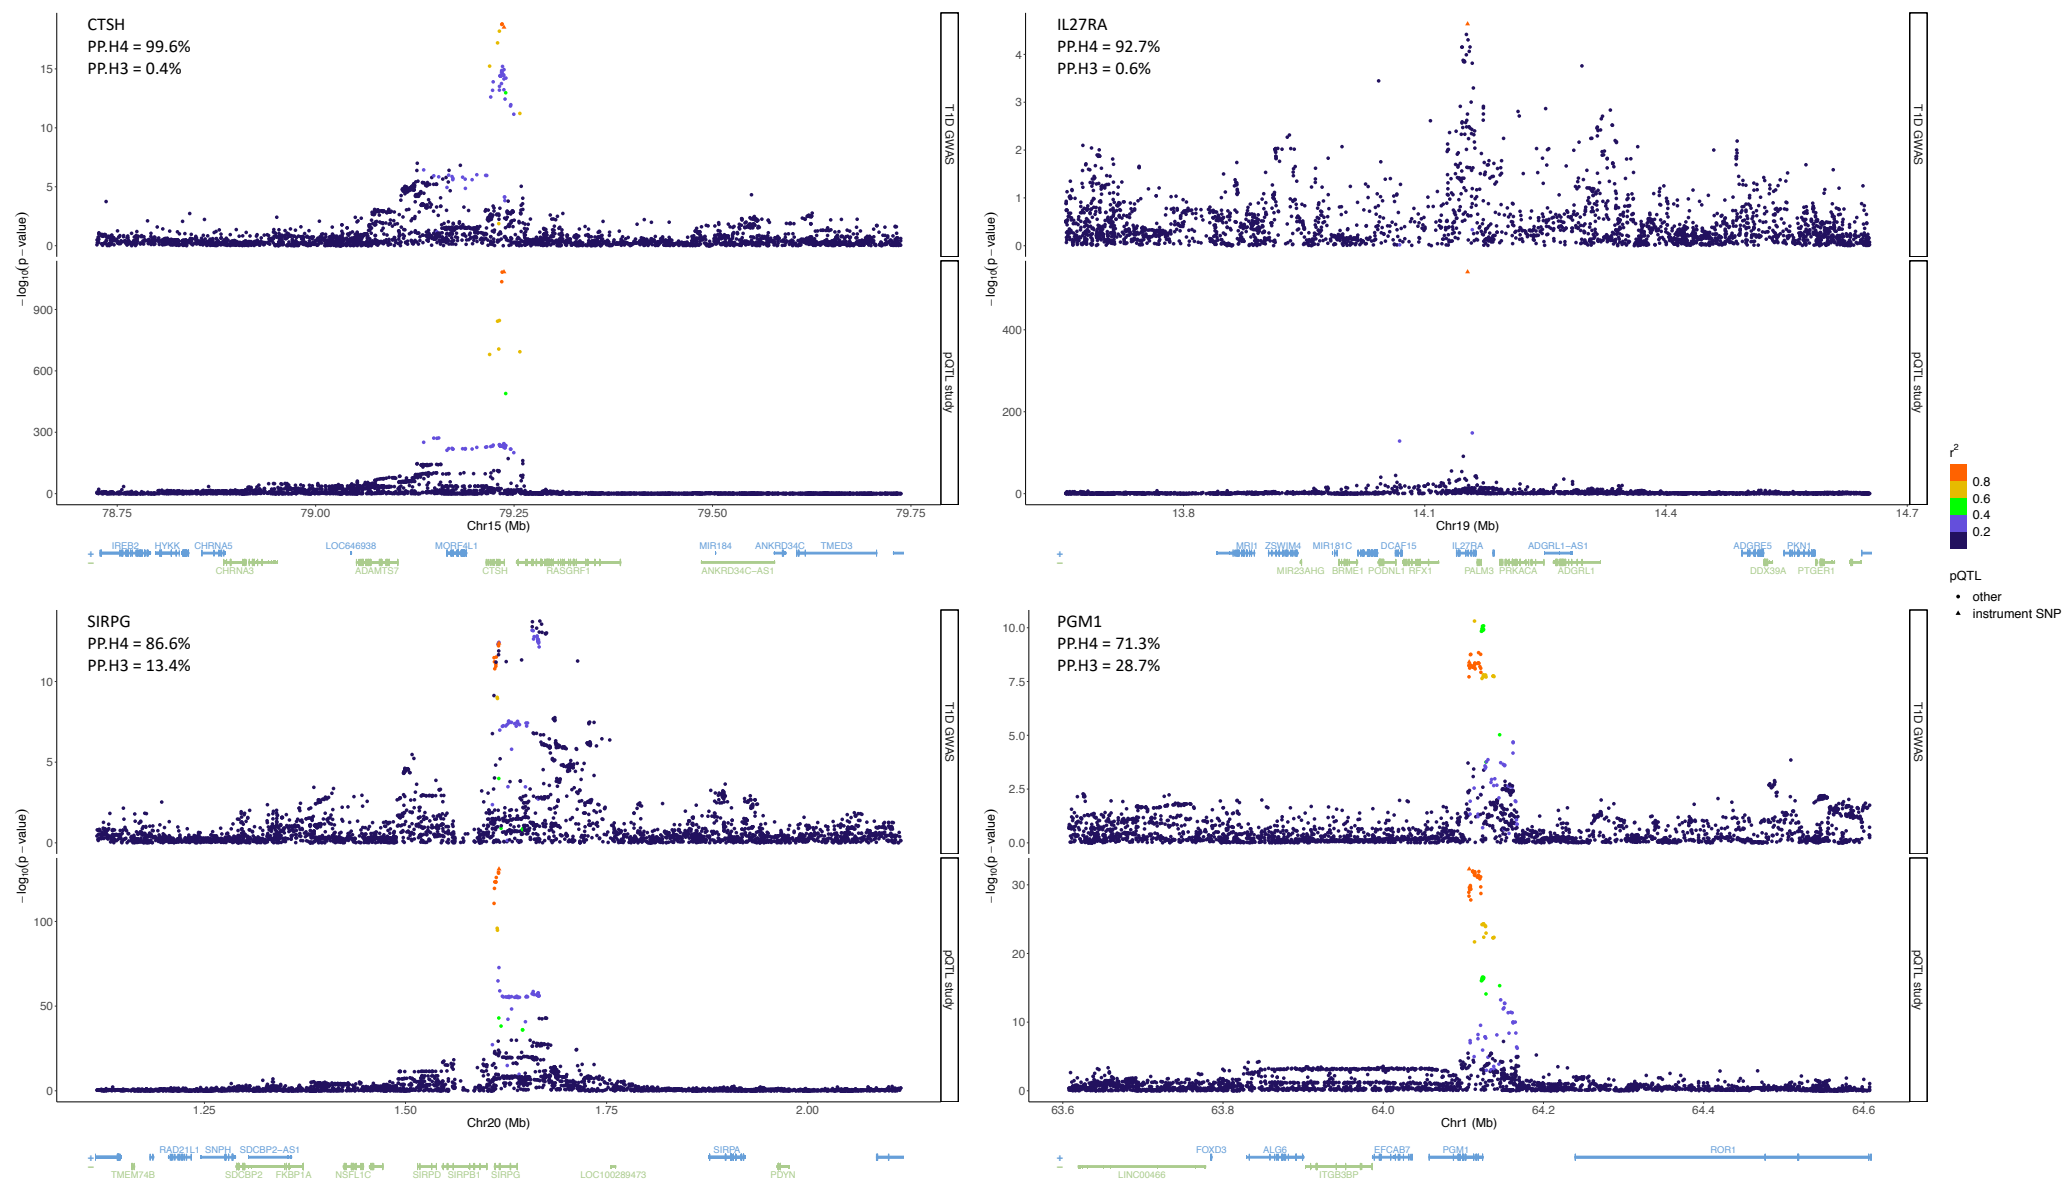 CTSH
PP.H4 = 99.6%
PP.H3 = 0.4%
15
10
5
0
T1D GWAS
−log10(p−value)
900
600
300
0
pQTL study
78.75 79.00 79.25 79.50 79.75
Chr15 (Mb)
IREB2 HYKK CHRNA5 LOC646938 MORF4L1 MIR184 ANKRD34C TMED3
+
−
CHRNA3 ADAMTS7 CTSH RASGRF1 ANKRD34C−AS1
IL27RA
PP.H4 = 92.7%
PP.H3 = 0.6%
4
3
2
1
0
T1D GWAS
−log10(p−value)
400
200
0
pQTL study
13.8 14.1 14.4 14.7
Chr19 (Mb)
MRI1 ZSWIM4 MIR181C DCAF15 IL27RA ADGRL1−AS1 ADGRE5 PKN1
+
−
MIR23AHG BRME1 PODNL1 RFX1 PALM3 PRKACA ADGRL1 DDX39A PTGER1
r2
0.8
0.6
0.4
0.2
pQTL
other
instrument SNP
SIRPG
PP.H4 = 86.6%
PP.H3 = 13.4%
10
5
0
T1D GWAS
−log10(p−value)
100
50
0
pQTL study
1.25 1.50 1.75 2.00
Chr20 (Mb)
RAD21L1 SNPH SDCBP2−AS1 SIRPA
+
−
TMEM74B SDCBP2 FKBP1A NSFL1C SIRPD SIRPB1 SIRPG LOC100289473 PDYN
PGM1
PP.H4 = 71.3%
PP.H3 = 28.7%
10.0
7.5
5.0
2.5
0.0
T1D GWAS
−log10(p−value)
30
20
10
0
pQTL study
63.6 63.8 64.0 64.2 64.4 64.6
Chr1 (Mb)
FOXD3 ALG6 EFCAB7 PGM1 ROR1
+
−
LINC00466 ITGB3BP